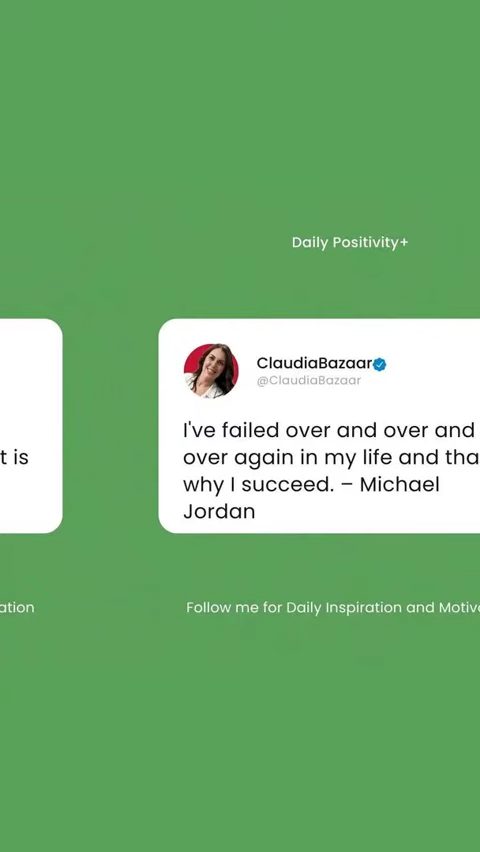 Daily Positivity+
ClaudiaBazaar
@ClaudiaBazaar
t is
I've failed over and over and
over again in my life and tha
why I succeed. – Michael
Jordan
ation
Follow me for Daily Inspiration and Motiv